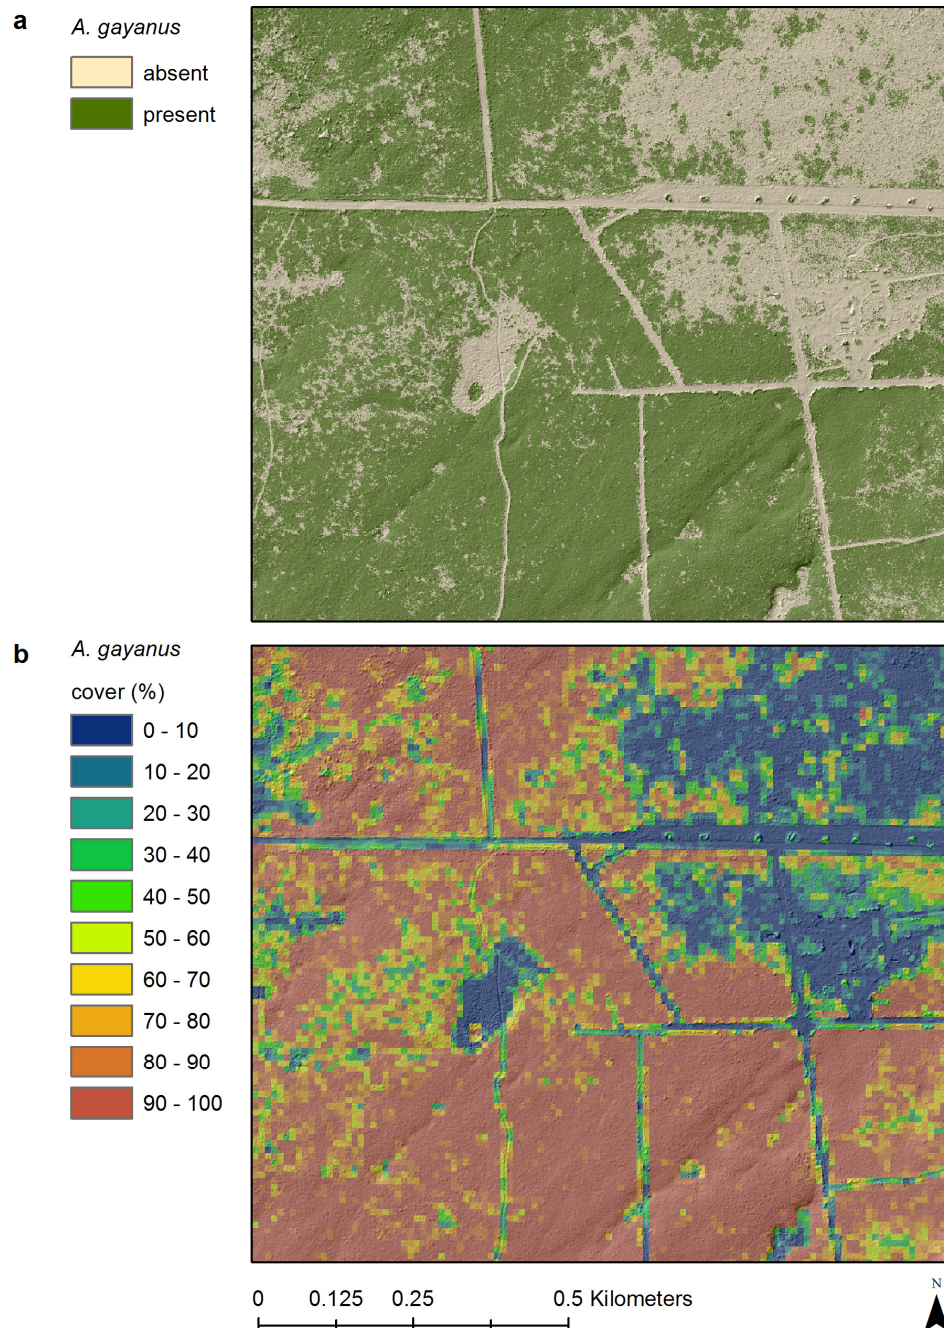 a
A. gayanus
absent
present
b
A. gayanus
cover (%)
0 - 10
10 - 20
20 - 30
30 - 40
40 - 50
50 - 60
60 - 70
70 - 80
80 - 90
90 - 100
0 0.125 0.25 0.5 Kilometers
N